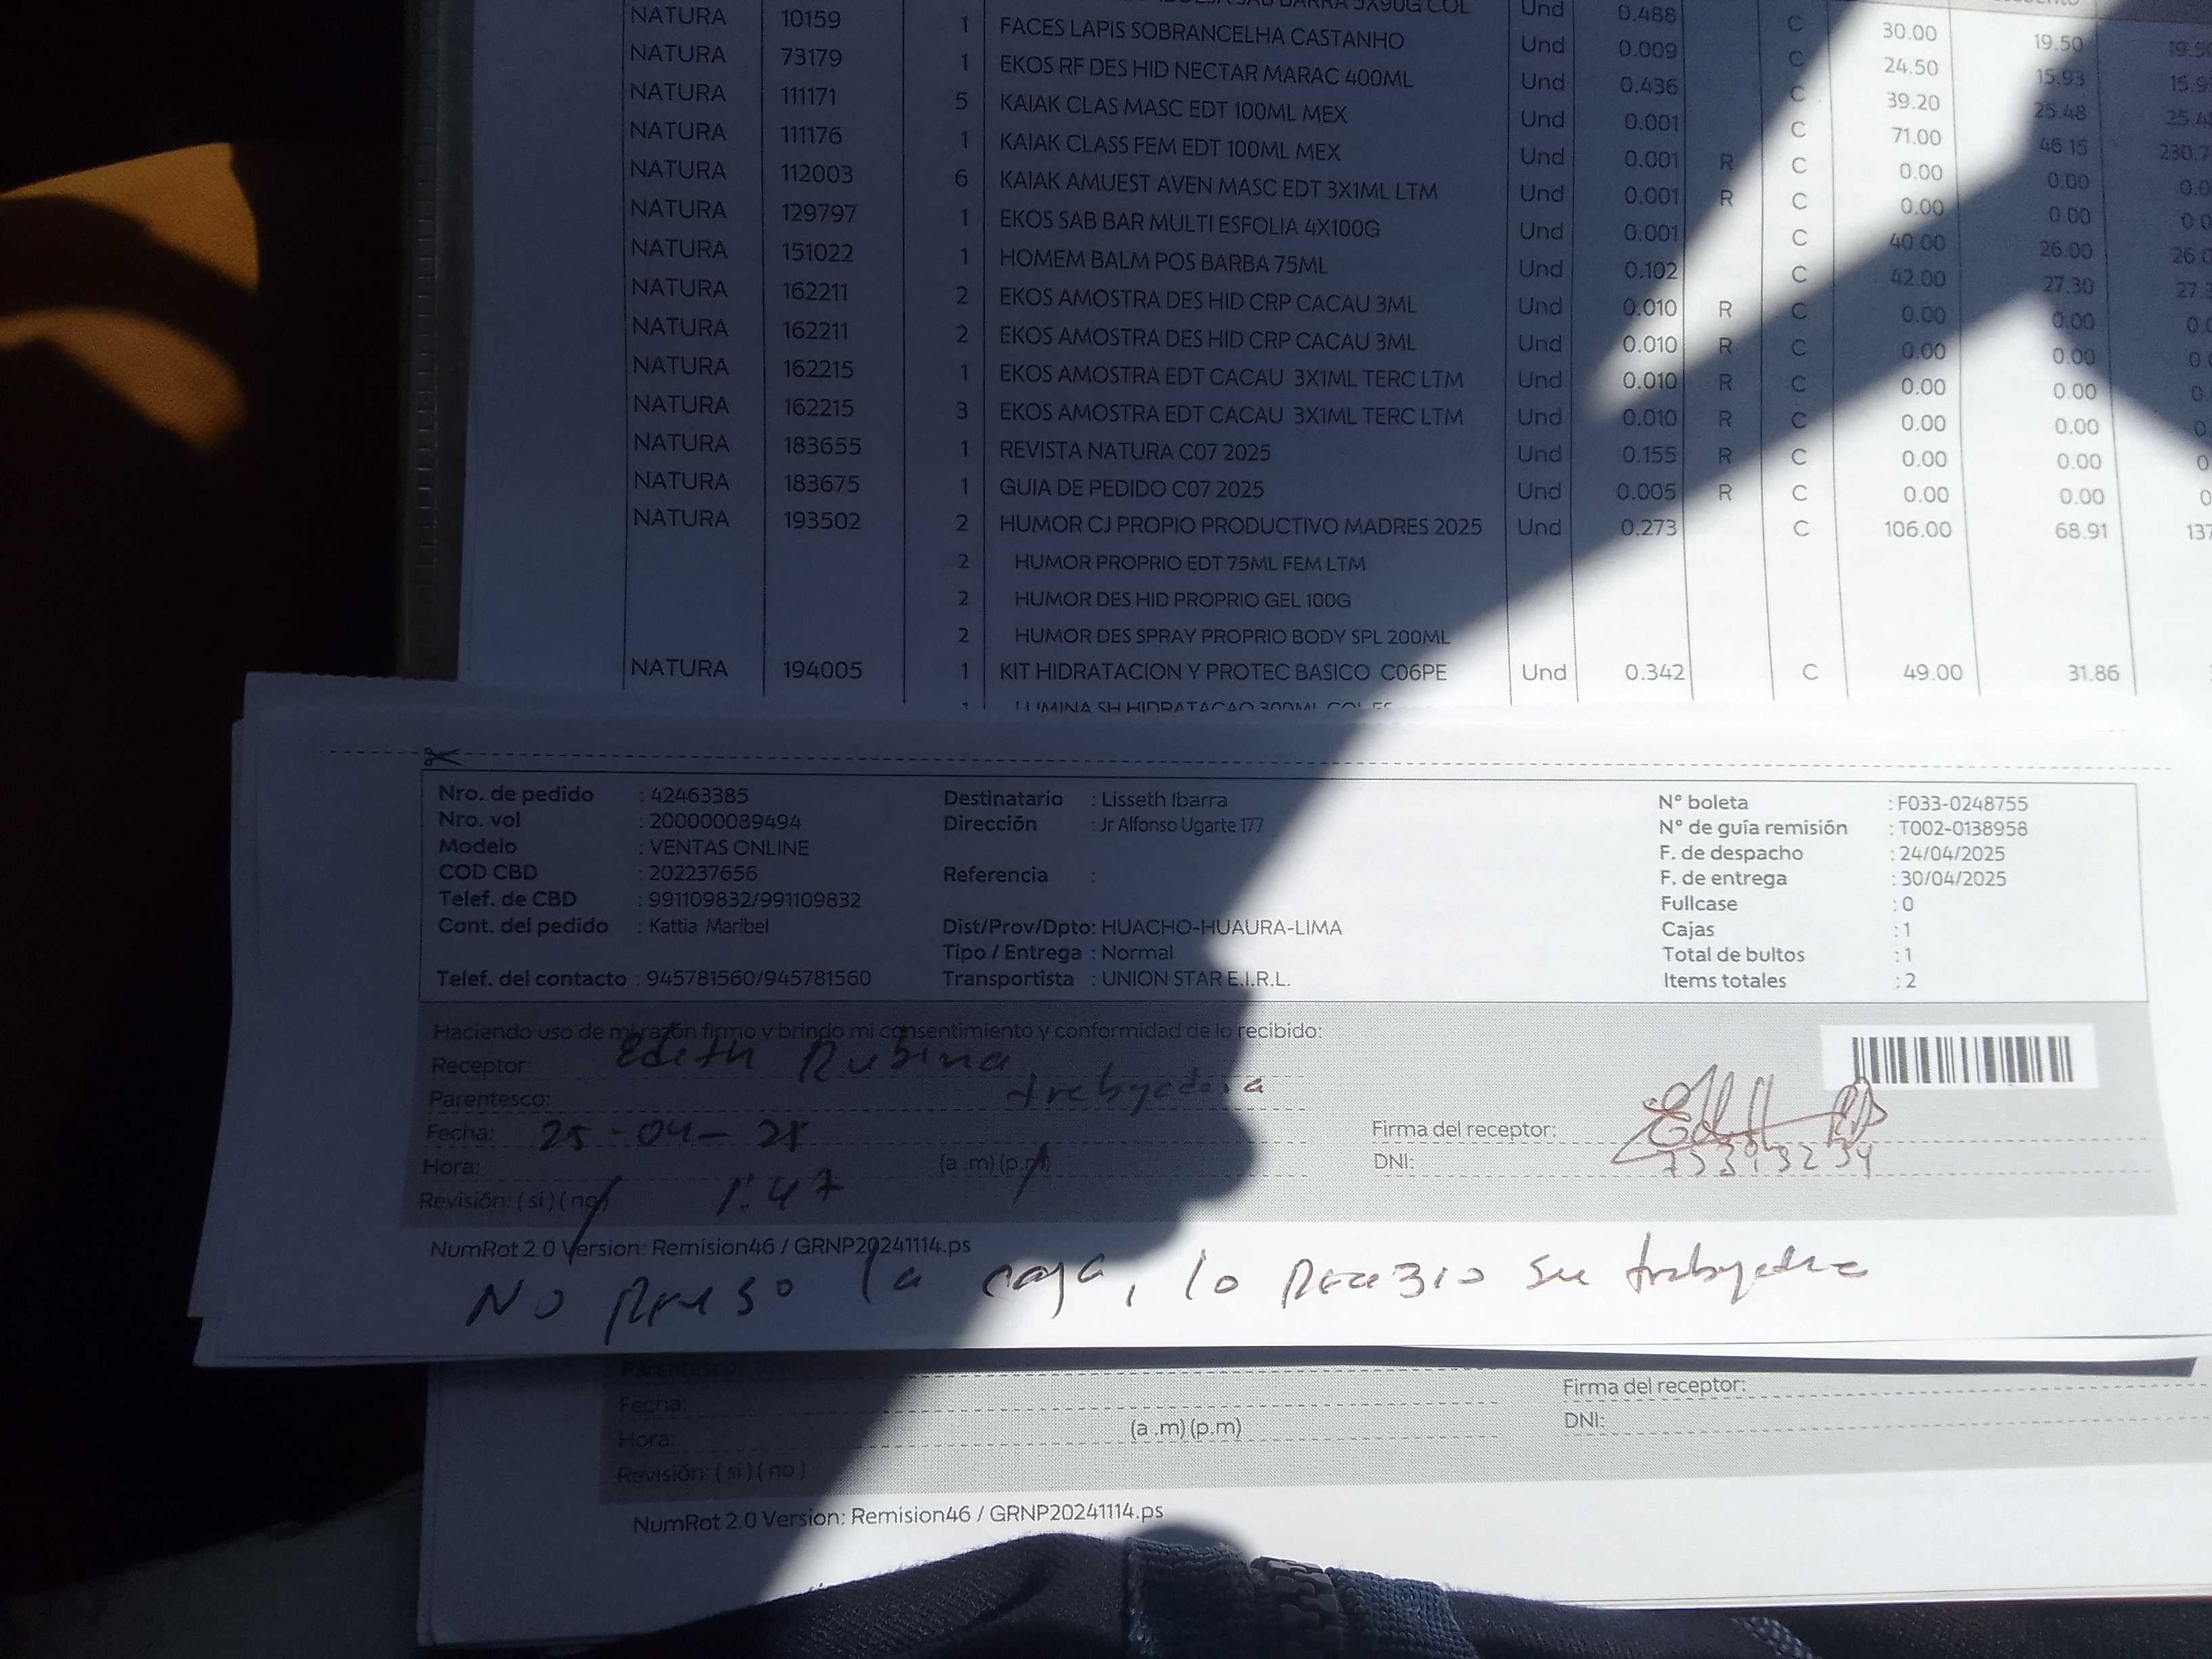 NATURA 10159 1 FACES LAPIS SOBRANCELHA CASTANHO Und 0.009 C 24.50 15.93
NATURA 73179 1 EKOS RF DES HID NECTAR MARAC 400ML Und 0.436 C 39.20 25.48
NATURA 111171 5 KAIAK CLAS MASC EDT 100ML MEX Und 0.001 C 71.00 46.15
NATURA 111176 1 KAIAK CLASS FEM EDT 100ML MEX Und 0.001 R C 0.00 0.00
NATURA 112003 6 KAIAK AMUEST AVEN MASC EDT 3X1ML LTM Und 0.001 R C 0.00 0.00
NATURA 129797 1 EKOS SAB BAR MULTI ESFOLIA 4X100G Und 0.001 C 40.00 26.00
NATURA 151022 1 HOMEM BALM POS BARBA 75ML Und 0.102 C 42.00 27.30
NATURA 162211 2 EKOS AMOSTRA DES HID CRP CACAU 3ML Und 0.010 R C 0.00 0.00
NATURA 162211 2 EKOS AMOSTRA DES HID CRP CACAU 3ML Und 0.010 R C 0.00 0.00
NATURA 162215 1 EKOS AMOSTRA EDT CACAU 3X1ML TERC LTM Und 0.010 R C 0.00 0.00
NATURA 162215 3 EKOS AMOSTRA EDT CACAU 3X1ML TERC LTM Und 0.010 R C 0.00 0.00
NATURA 183655 1 REVISTA NATURA C07 2025 Und 0.155 R C 0.00 0.00
NATURA 183675 1 GUIA DE PEDIDO C07 2025 Und 0.005 R C 0.00 0.00
NATURA 193502 2 HUMOR CJ PROPIO PRODUCTIVO MADRES 2025 Und 0.273 C 106.00 68.91
2 HUMOR PROPRIO EDT 75ML FEM LTM
2 HUMOR DES HID PROPRIO GEL 100G
2 HUMOR DES SPRAY PROPRIO BODY SPL 200ML
NATURA 194005 1 KIT HIDRATACION Y PROTEC BASICO C06PE Und 0.342 C 49.00 31.86
1 LUMINA SH HIDRATACAO 300ML
Nro. de pedido : 42463385 Destinatario : Lisseth Ibarra N° boleta : F033-0248755
Nro. vol : 200000089494 Dirección : Jr Alfonso Ugarte 177 N° de guía remisión : T002-0138958
Modelo : VENTAS ONLINE F. de despacho : 24/04/2025
COD CBD : 202237656 Referencia : F. de entrega : 30/04/2025
Telef. de CBD : 991109832/991109832 Fullcase : 0
Cont. del pedido : Kattia Maribel Dist/Prov/Dpto: HUACHO-HUAURA-LIMA Cajas : 1
Tipo / Entrega : Normal Total de bultos : 1
Telef. del contacto : 945781560/945781560 Transportista : UNION STAR E.I.R.L. Items totales : 2
Haciendo uso de mi razón firmo y brindo mi consentimiento y conformidad de lo recibido:
Receptor: Edith Rubina
Parentesco: trabajadora
Fecha: 25-04-25 Firma del receptor:
Hora: 1:47 (a .m) (p.m) DNI:
Revisión: ( si ) ( no )
NumRot 2.0 Version: Remision46 / GRNP20241114.ps
la caja, lo su
Parentesco:
Fecha: Firma del receptor:
Hora: (a .m) (p.m) DNI:
Revisión: ( si ) ( no )
NumRot 2.0 Version: Remision46 / GRNP20241114.ps